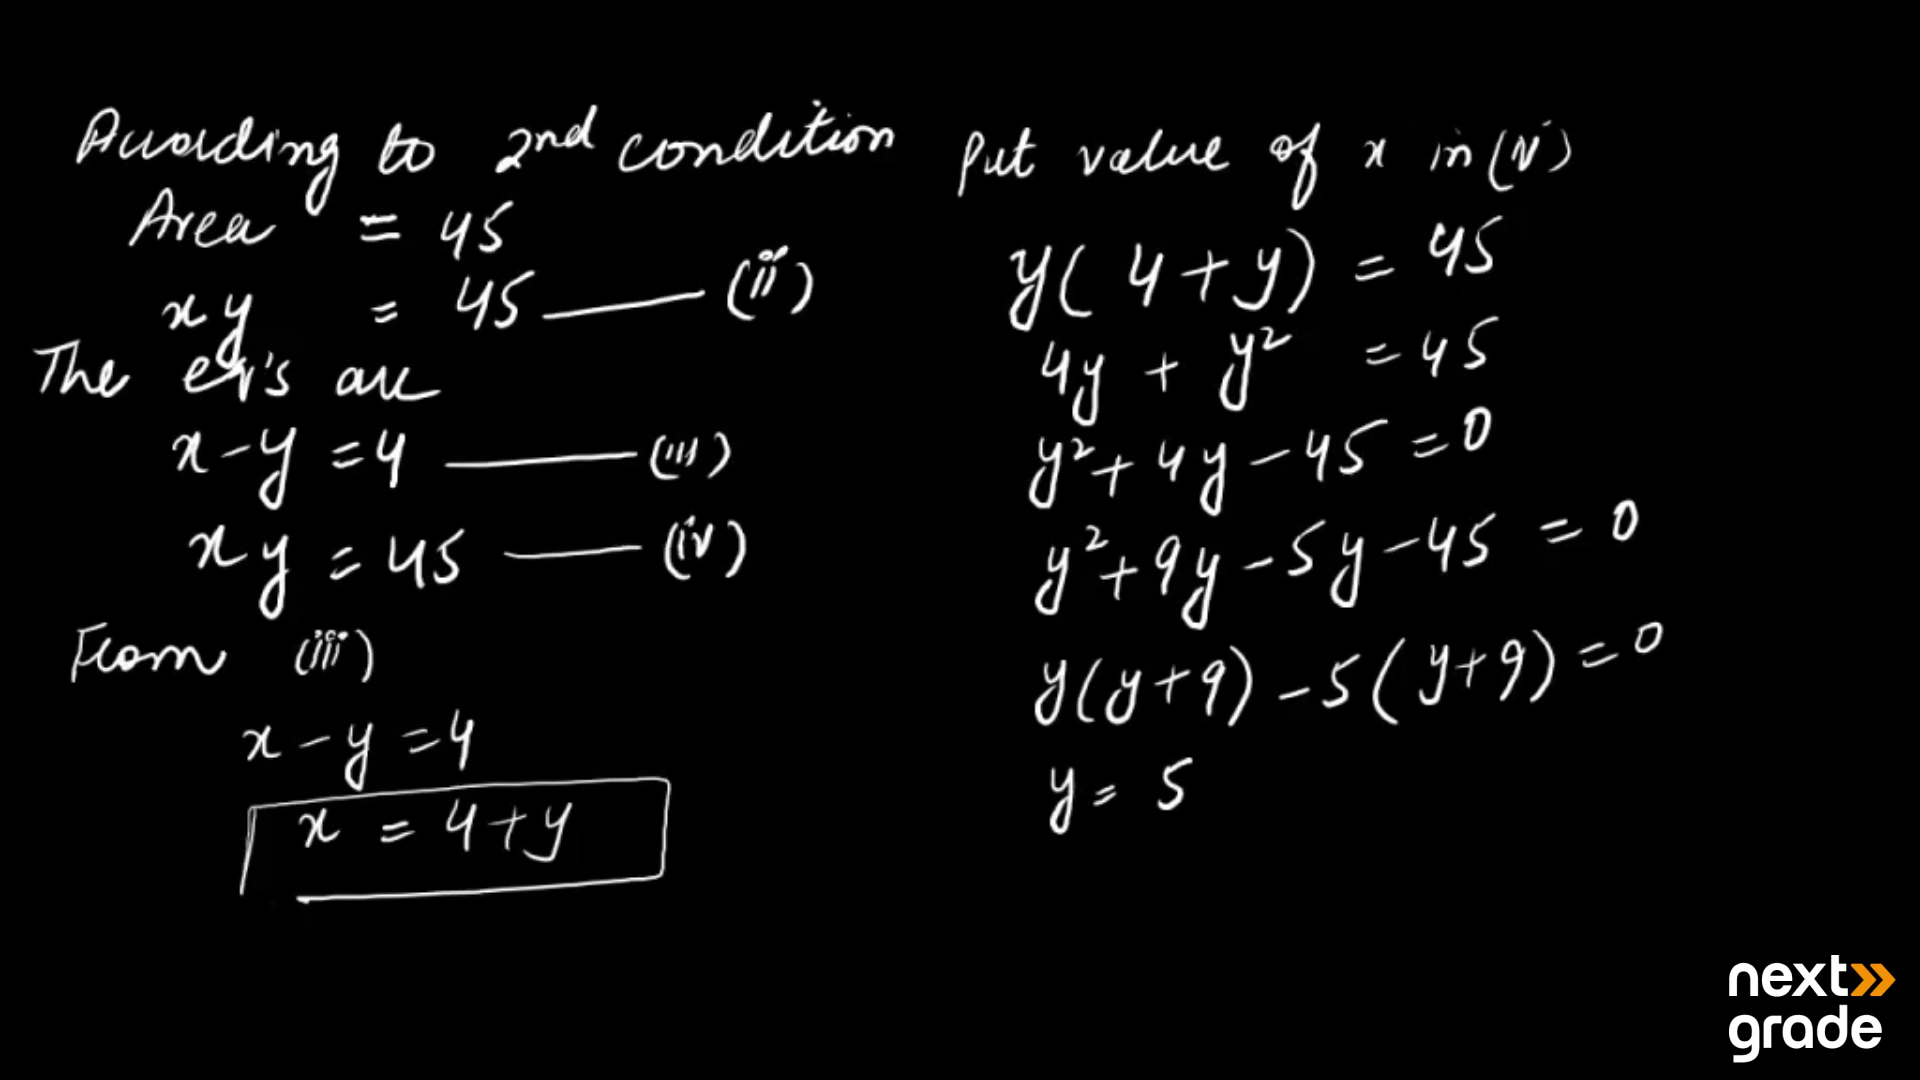 According to 2nd condition
Area = 45
xy = 45 —— (ii)
The eq's are
x - y = 4 —— (iii)
xy = 45 —— (iv)
From (iii)
x - y = 4
x = 4 + y
Put value of x in (iv)
y(4 + y) = 45
4y + y² = 45
y² + 4y - 45 = 0
y² + 9y - 5y - 45 = 0
y(y+9) - 5(y+9) = 0
y = 5
next
grade